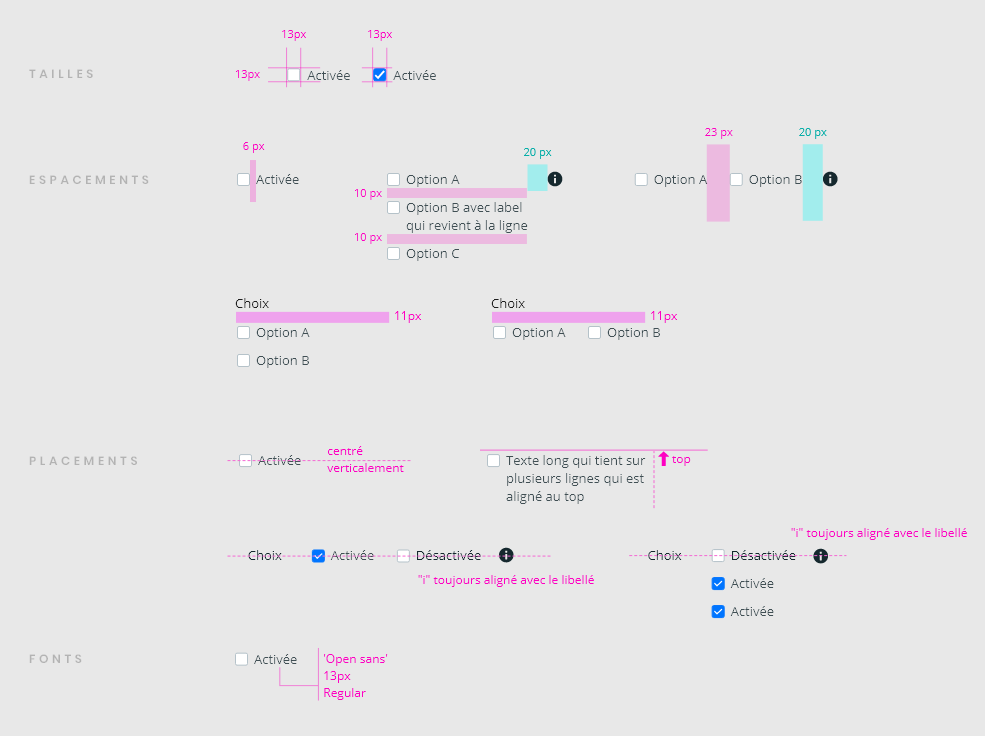 13px
13px
TAILLES
13px
Activée
Activée
23 px
20 px
6 px
20 px
ESPACEMENTS
Activée
Option A
Option A
Option B
10 px
Option B avec label
qui revient à la ligne
10 px
Option C
Choix
11px
Option A
Option B
Choix
11px
Option A
Option B
PLACEMENTS
Activée
centré
verticalement
Texte long qui tient sur
plusieurs lignes qui est
aligné au top
top
Choix
Activée
Désactivée
"i" toujours aligné avec le libellé
"i" toujours aligné avec le libellé
Choix
Désactivée
Activée
Activée
FONTS
Activée
'Open sans'
13px
Regular